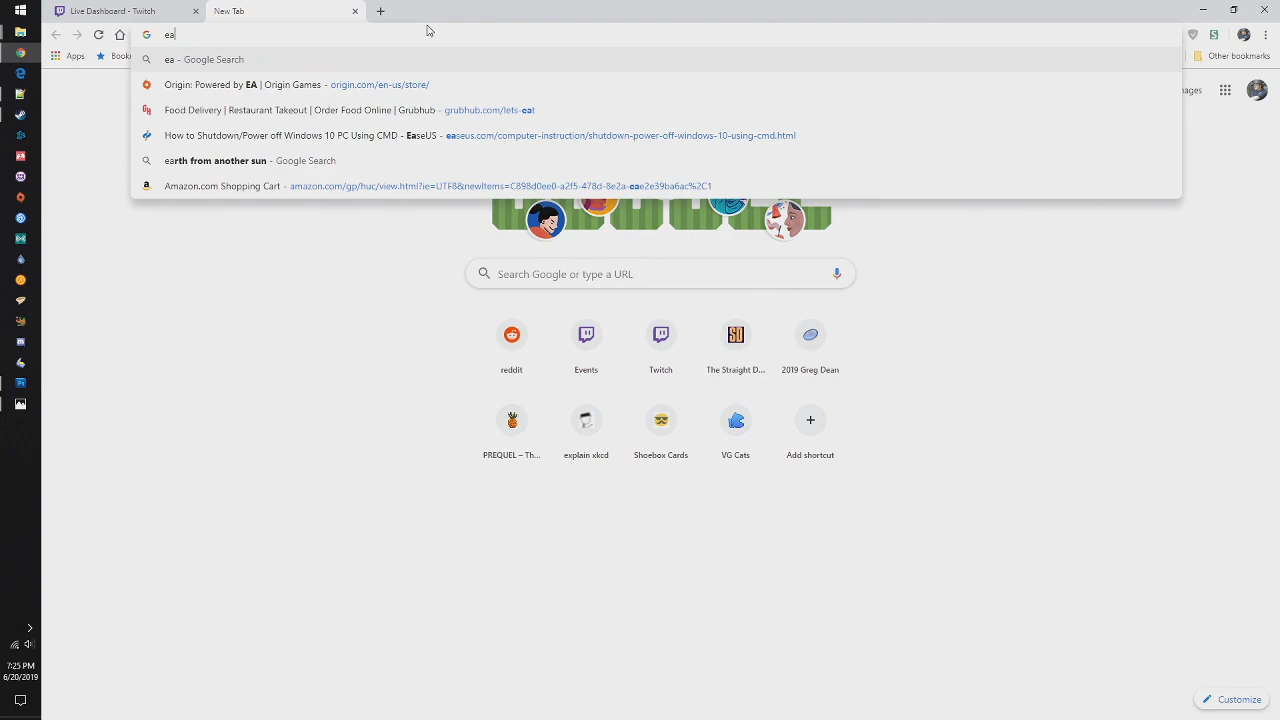 Live Dashboard - Twitch
New Tab
ea
Apps
Book
Other bookmarks
ea - Google Search
Origin: Powered by EA | Origin Games - origin.com/en-us/store/
Food Delivery | Restaurant Takeout | Order Food Online | Grubhub - grubhub.com/lets-eat
How to Shutdown/Power off Windows 10 PC Using CMD - EaseUS - easeus.com/computer-instruction/shutdown-power-off-windows-10-using-cmd.html
earth from another sun - Google Search
Amazon.com Shopping Cart - amazon.com/gp/huc/view.html?ie=UTF8&newItems=C898d0ee0-a2f5-478d-8e2a-eae2e39ba6ac%2C1
ages
Search Google or type a URL
reddit
Events
Twitch
The Straight D...
2019 Greg Dean
PREQUEL – Th...
explain xkcd
Shoebox Cards
VG Cats
Add shortcut
7:25 PM
6/20/2019
Customize